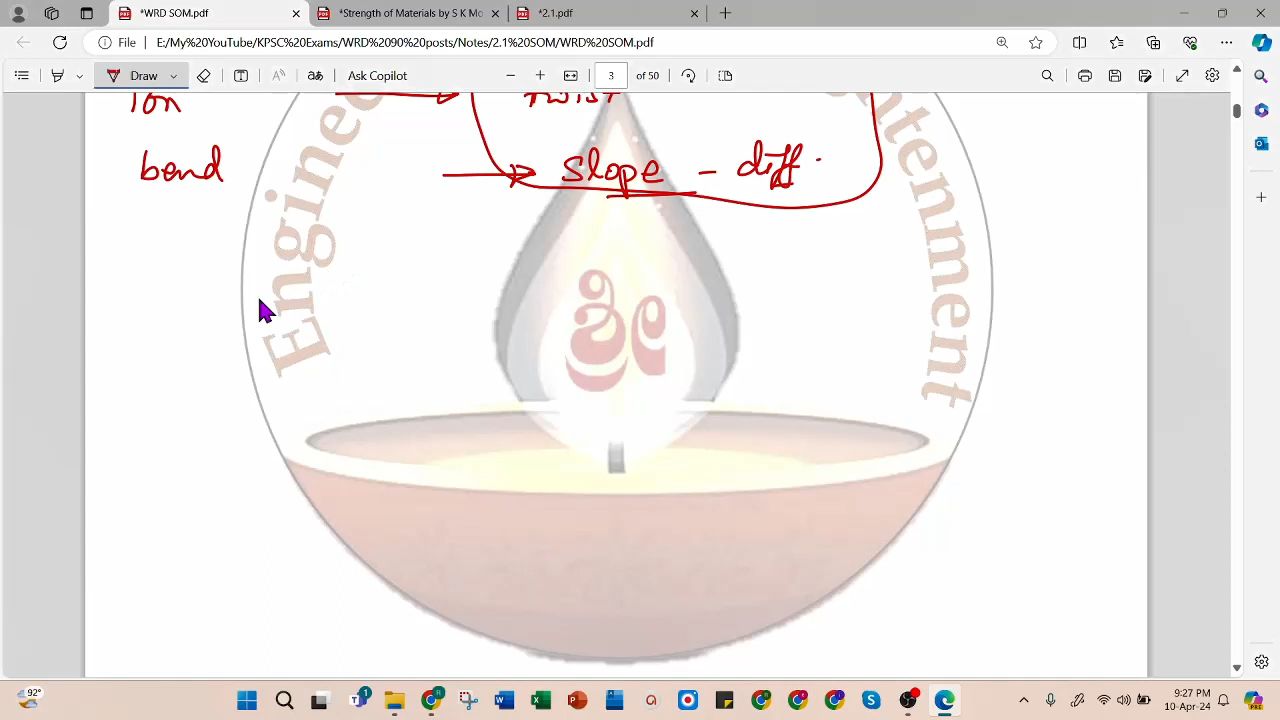 *WRD SOM.pdf
*Strength of Materials by S K Mo
*2.1.pdf
File
E:/My%20YouTube/KPSC%20Exams/WRD%2090%20posts/Notes/2.1%20SOM/WRD%20SOM.pdf
Draw
Ask Copilot
3 of 50
twist
bend
slope - diff
Engineer
ntenment
92°
9:27 PM
10-Apr-24